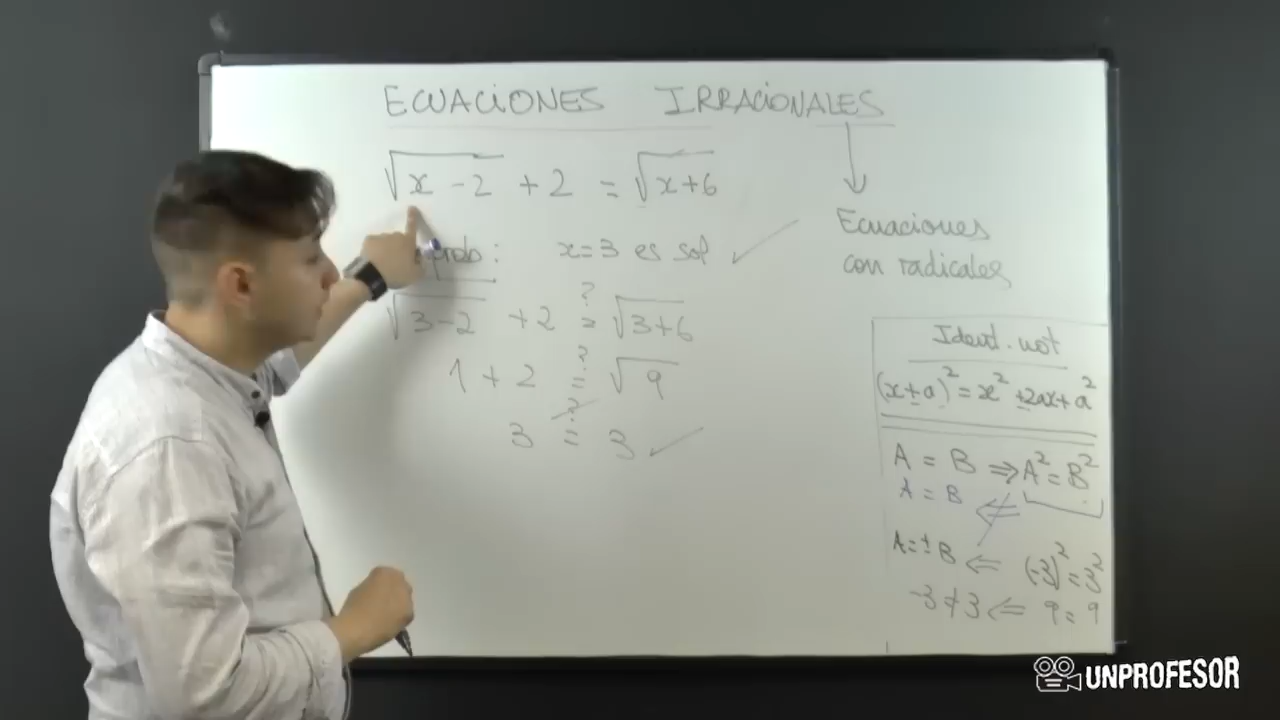 ECUACIONES IRRACIONALES
√x-2 + 2 = √x+6
x=3 es sol ✓
√3-2 + 2 =? √3+6
1 + 2 =? √9
3 =? 3 ✓
Ecuaciones
con radicales
Ident. not
(x±a)² = x² ±2ax+a²
A = B ⇒ A² = B²
A = B ⇍
A=±B ⇐ (-3)² = 3²
-3≠3 ⇐ 9=9
UNPROFESOR